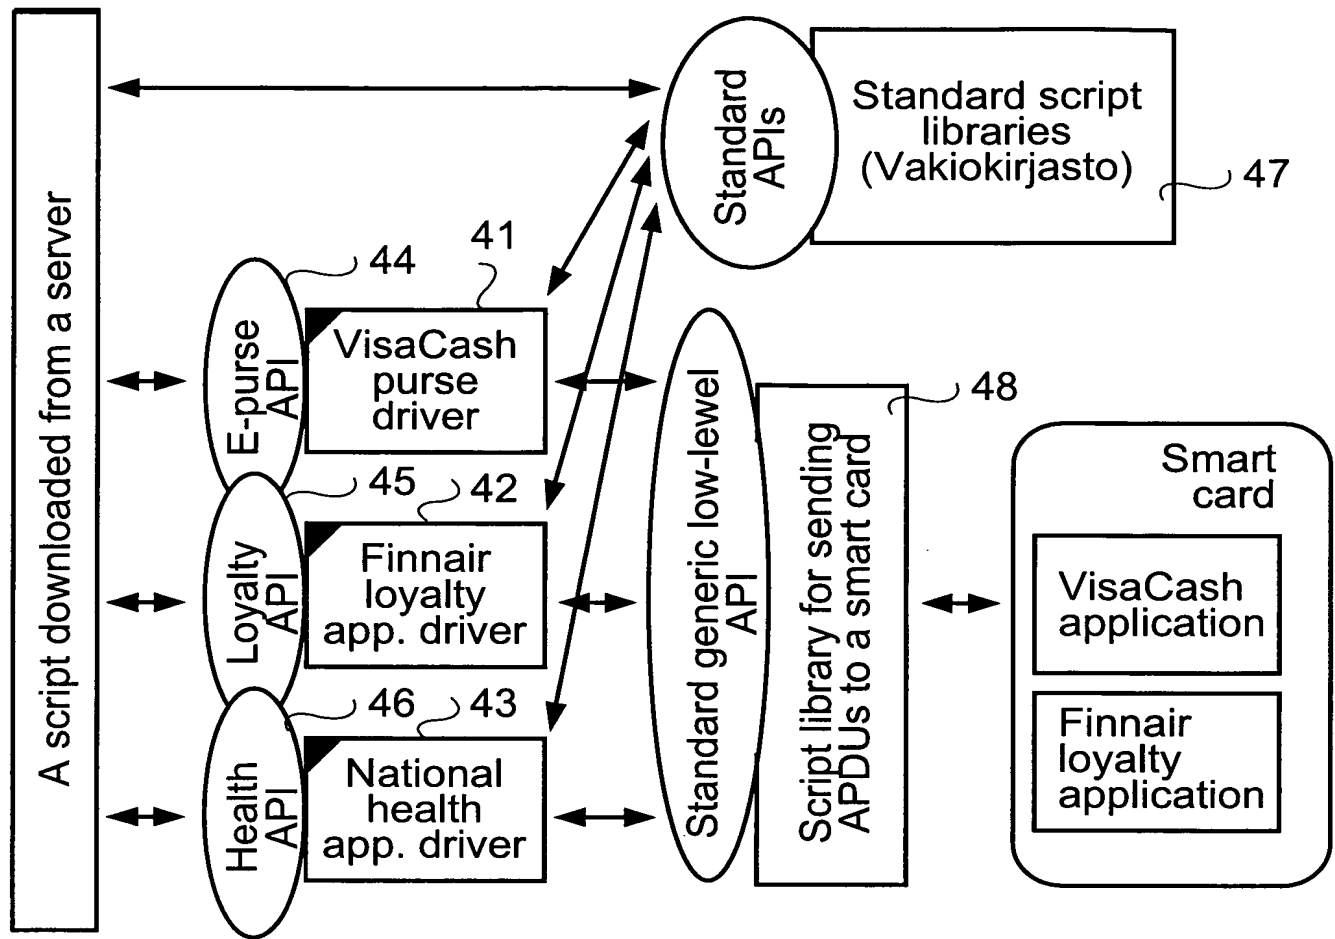 A script downloaded from a server
Standard
APIs
Standard script
libraries
(Vakiokirjasto)
47
44
41
E-purse
API
VisaCash
purse
driver
45
42
Loyalty
API
Finnair
loyalty
app. driver
46
43
Health
API
National
health
app. driver
Standard generic low-lewel
API
48
Script library for sending
APDUs to a smart card
Smart
card
VisaCash
application
Finnair
loyalty
application